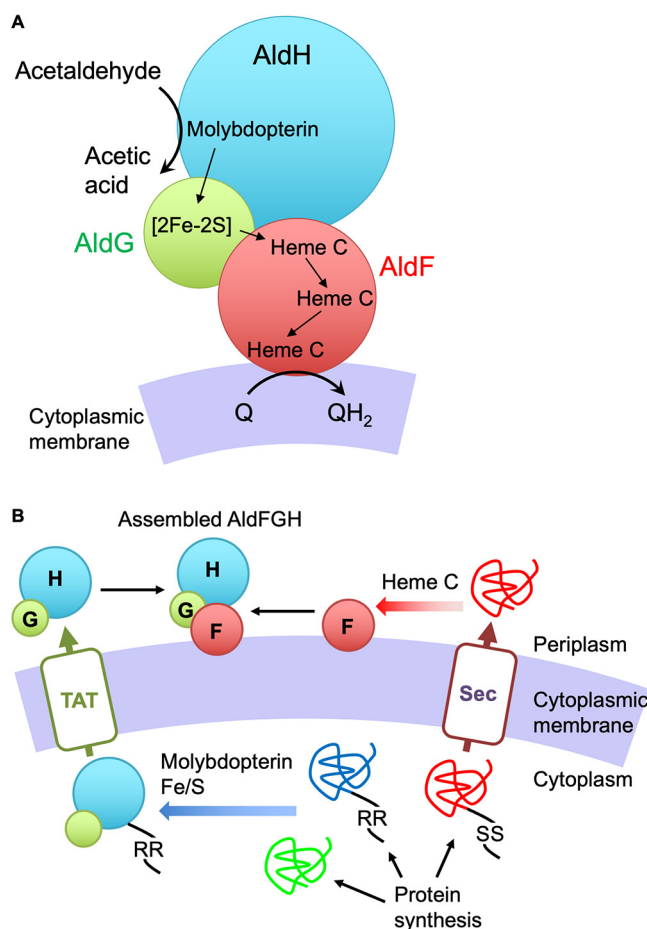 A
AldH
Acetaldehyde
Molybdopterin
Acetic
acid
[2Fe-2S]
AldG
Heme C
AldF
Heme C
Heme C
Cytoplasmic
membrane
Q
QH2
B
Assembled AldFGH
H
G
H
G
F
F
Heme C
Periplasm
TAT
Sec
Cytoplasmic
membrane
Molybdopterin
Fe/S
Cytoplasm
RR
RR
SS
Protein
synthesis